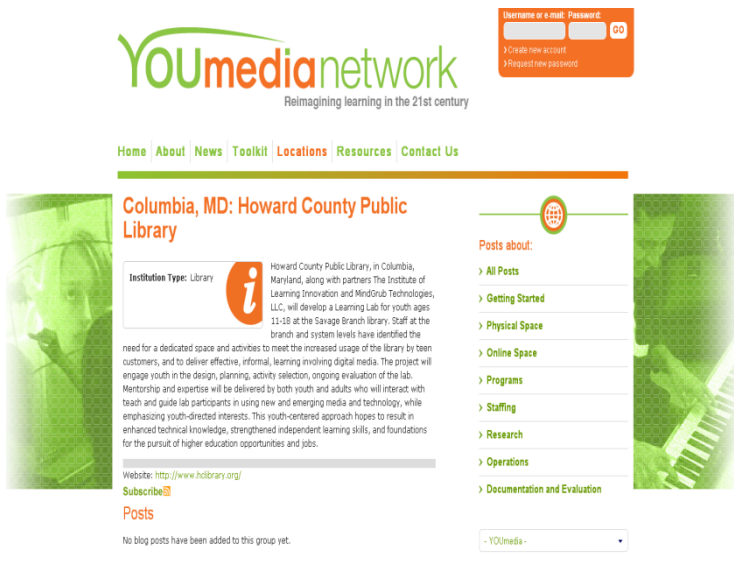 Username or e-mail: Password:
GO
› Create new account
› Request new password
YOUmedianetwork
Reimagining learning in the 21st century
Home About News Toolkit Locations Resources Contact Us
Columbia, MD: Howard County Public
Library
Institution Type: Library
i
Howard County Public Library, in Columbia,
Maryland, along with partners The Institute of
Learning Innovation and MindGrub Technologies,
LLC, will develop a Learning Lab for youth ages
11-18 at the Savage Branch library. Staff at the
branch and system levels have identified the
need for a dedicated space and activities to meet the increased usage of the library by teen
customers, and to deliver effective, informal, learning involving digital media. The project will
engage youth in the design, planning, activity selection, ongoing evaluation of the lab.
Mentorship and expertise will be delivered by both youth and adults who will interact with
teach and guide lab participants in using new and emerging media and technology, while
emphasizing youth-directed interests. This youth-centered approach hopes to result in
enhanced technical knowledge, strengthened independent learning skills, and foundations
for the pursuit of higher education opportunities and jobs.
Website: http://www.hclibrary.org/
Subscribe
Posts
No blog posts have been added to this group yet.
Posts about:
› All Posts
› Getting Started
› Physical Space
› Online Space
› Programs
› Staffing
› Research
› Operations
› Documentation and Evaluation
- YOUmedia -